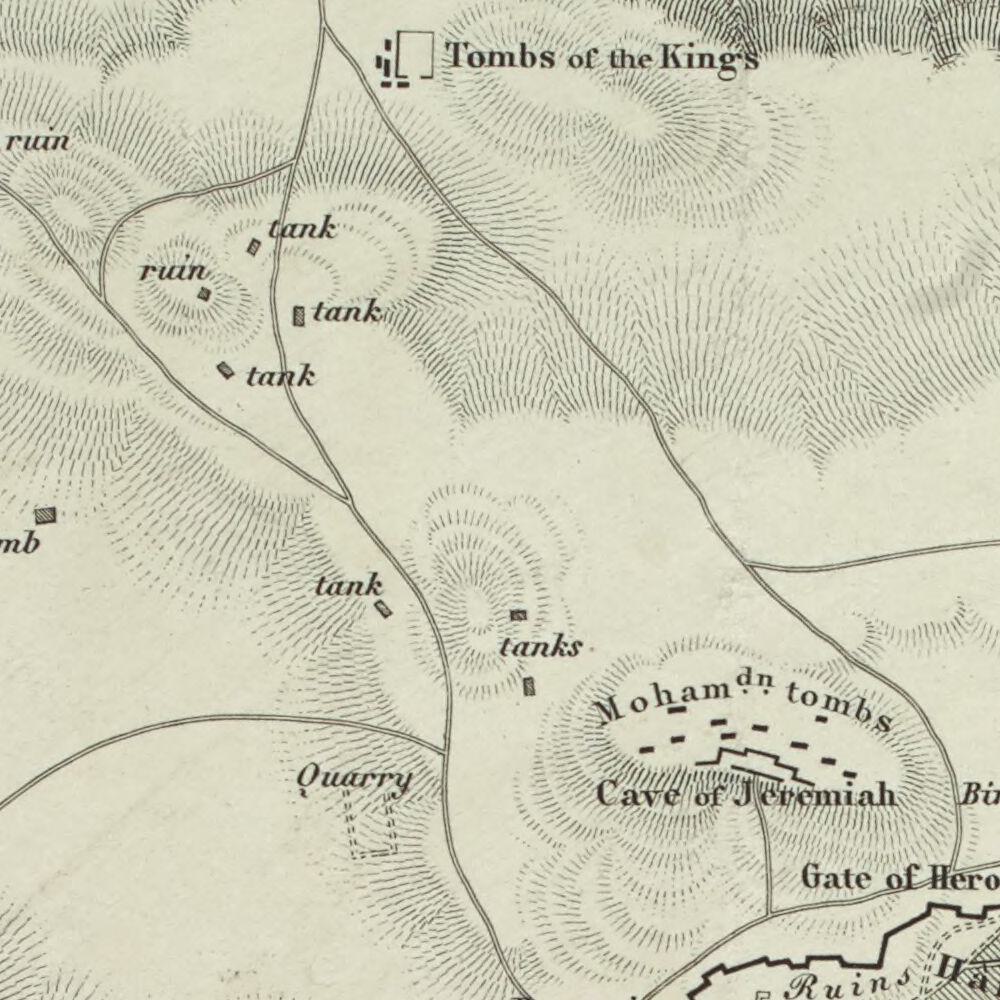 Tombs of the Kings
ruin
tank
ruin
tank
tank
mb
tank
tanks
Mohamdn. tombs
Quarry
Cave of Jeremiah
Bir
Gate of Hero
Ruins
Ha